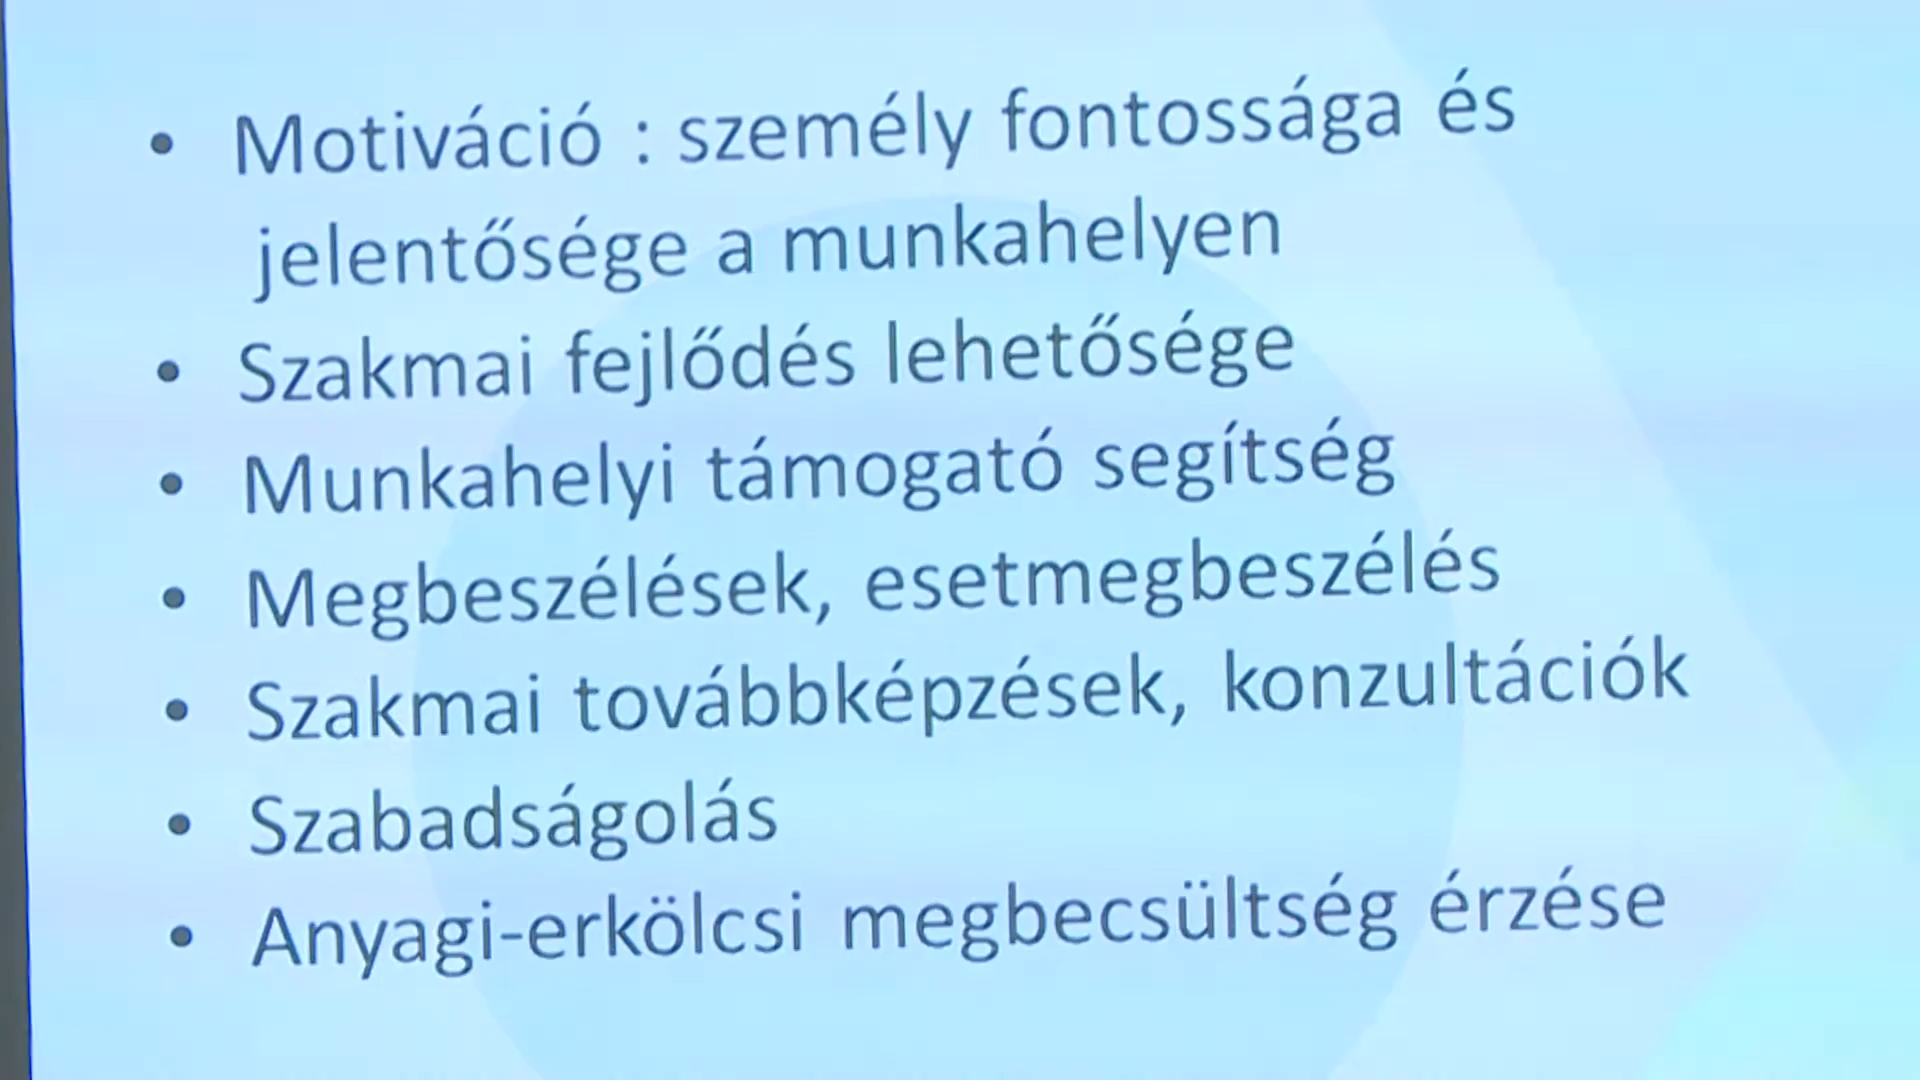 • Motiváció : személy fontossága és
jelentősége a munkahelyen
• Szakmai fejlődés lehetősége
• Munkahelyi támogató segítség
• Megbeszélések, esetmegbeszélés
• Szakmai továbbképzések, konzultációk
• Szabadságolás
• Anyagi-erkölcsi megbecsültség érzése